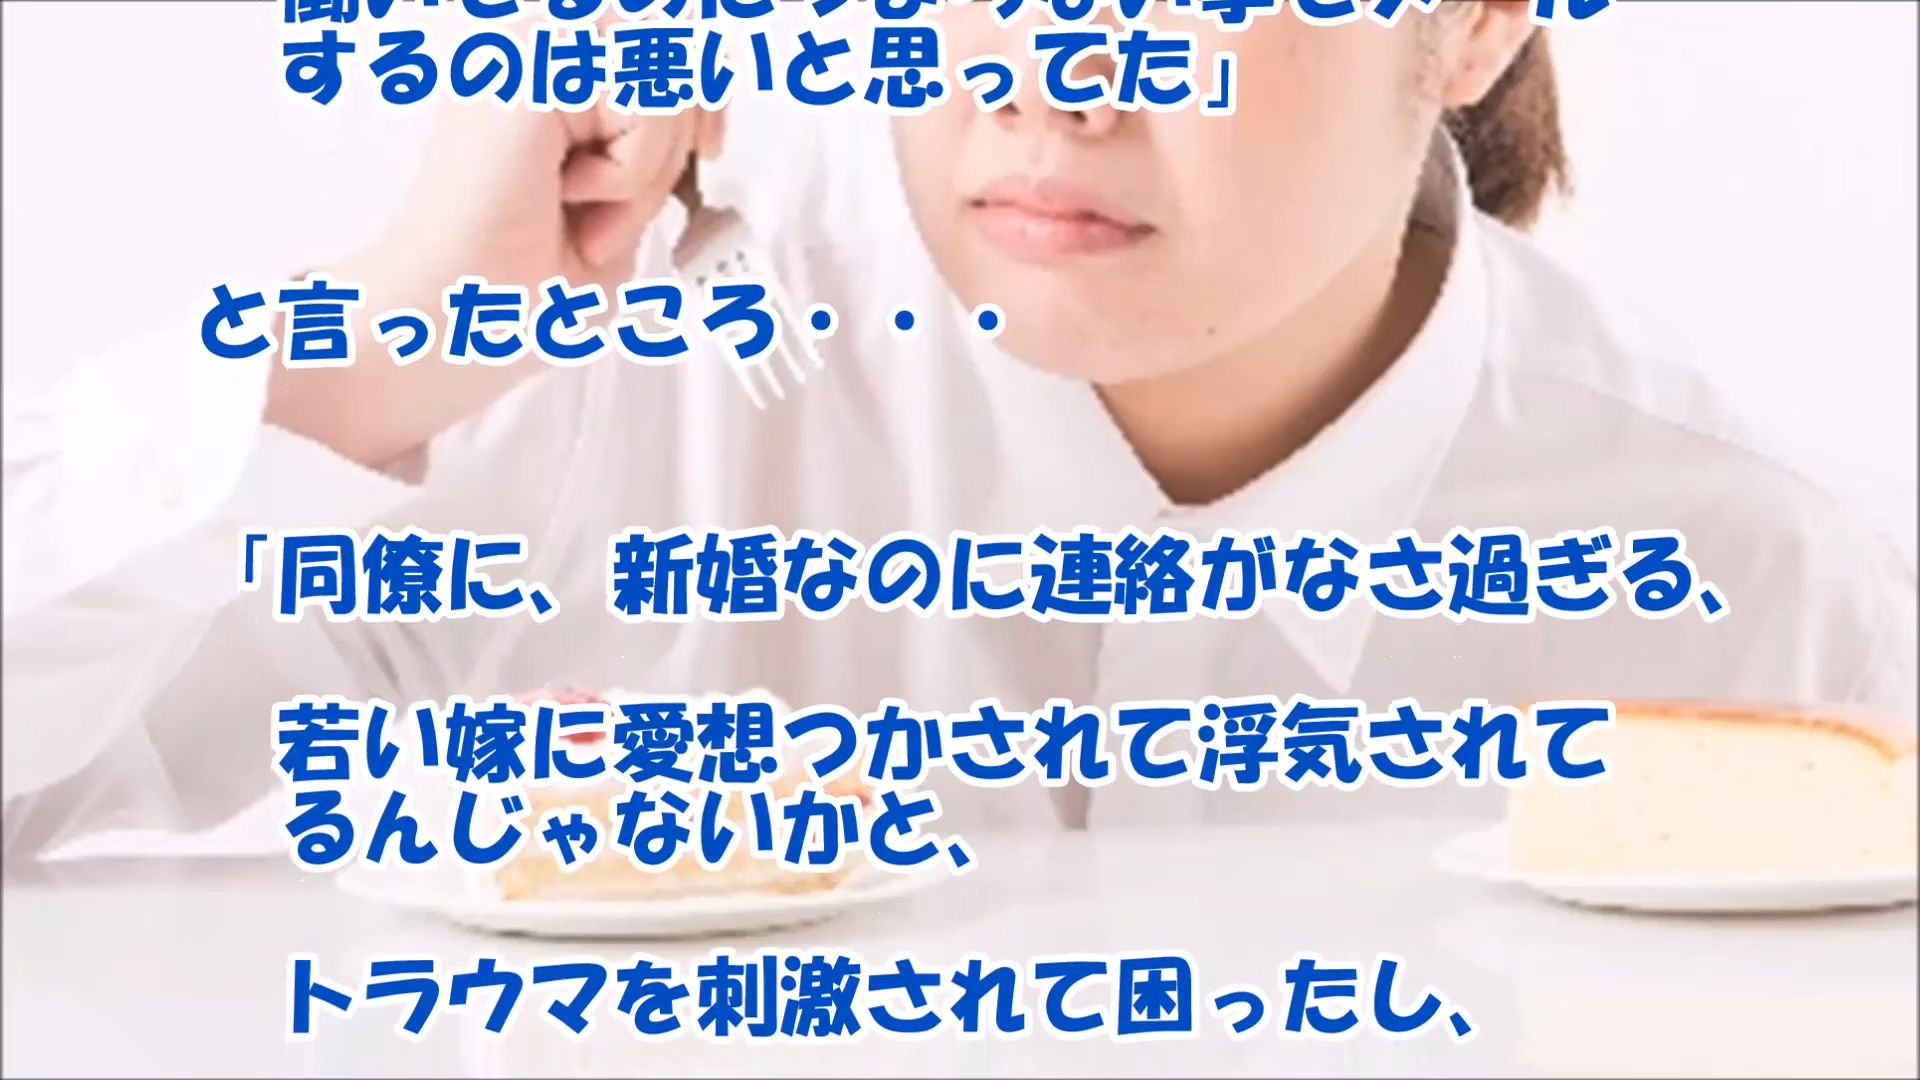 するのは悪いと思ってた」
と言ったところ・・・
「同僚に、新婚なのに連絡がなさ過ぎる、
若い嫁に愛想つかされて浮気されて
るんじゃないかと、
トラウマを刺激されて困ったし、